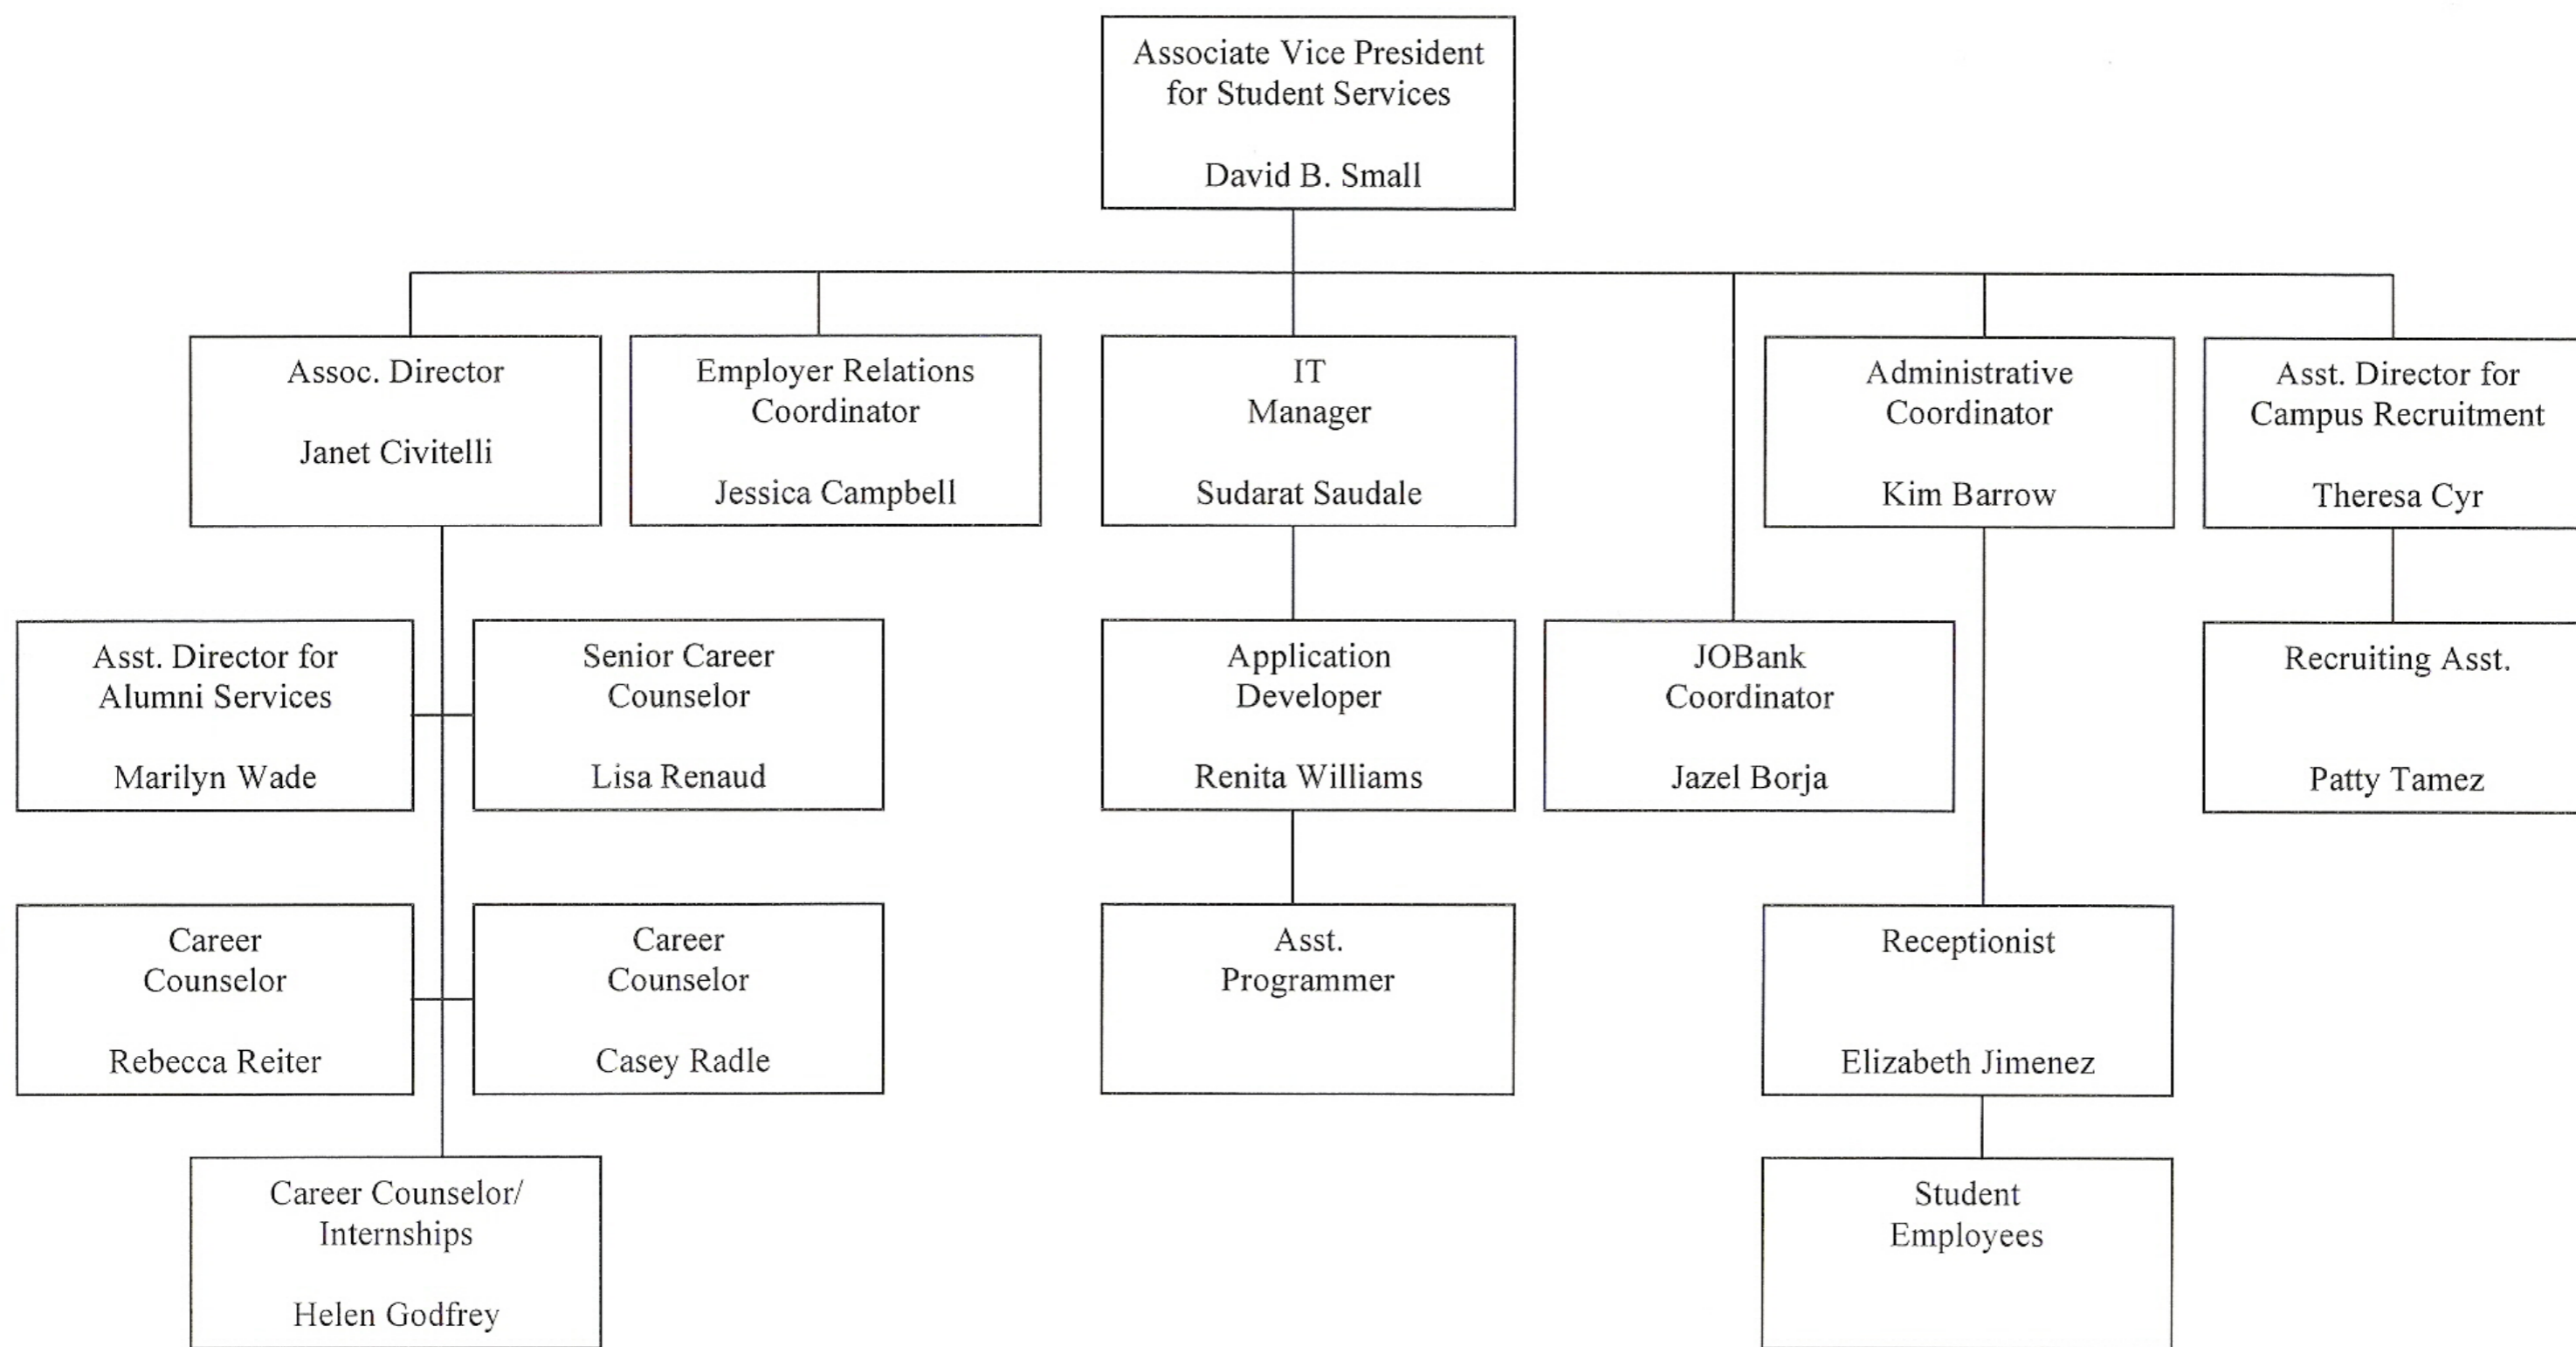 Associate Vice President
for Student Services
David B. Small
Assoc. Director
Janet Civitelli
Employer Relations
Coordinator
Jessica Campbell
IT
Manager
Sudarat Saudale
Administrative
Coordinator
Kim Barrow
Asst. Director for
Campus Recruitment
Theresa Cyr
Asst. Director for
Alumni Services
Marilyn Wade
Senior Career
Counselor
Lisa Renaud
Application
Developer
Renita Williams
JOBank
Coordinator
Jazel Borja
Recruiting Asst.
Patty Tamez
Career
Counselor
Rebecca Reiter
Career
Counselor
Casey Radle
Asst.
Programmer
Receptionist
Elizabeth Jimenez
Career Counselor/
Internships
Helen Godfrey
Student
Employees